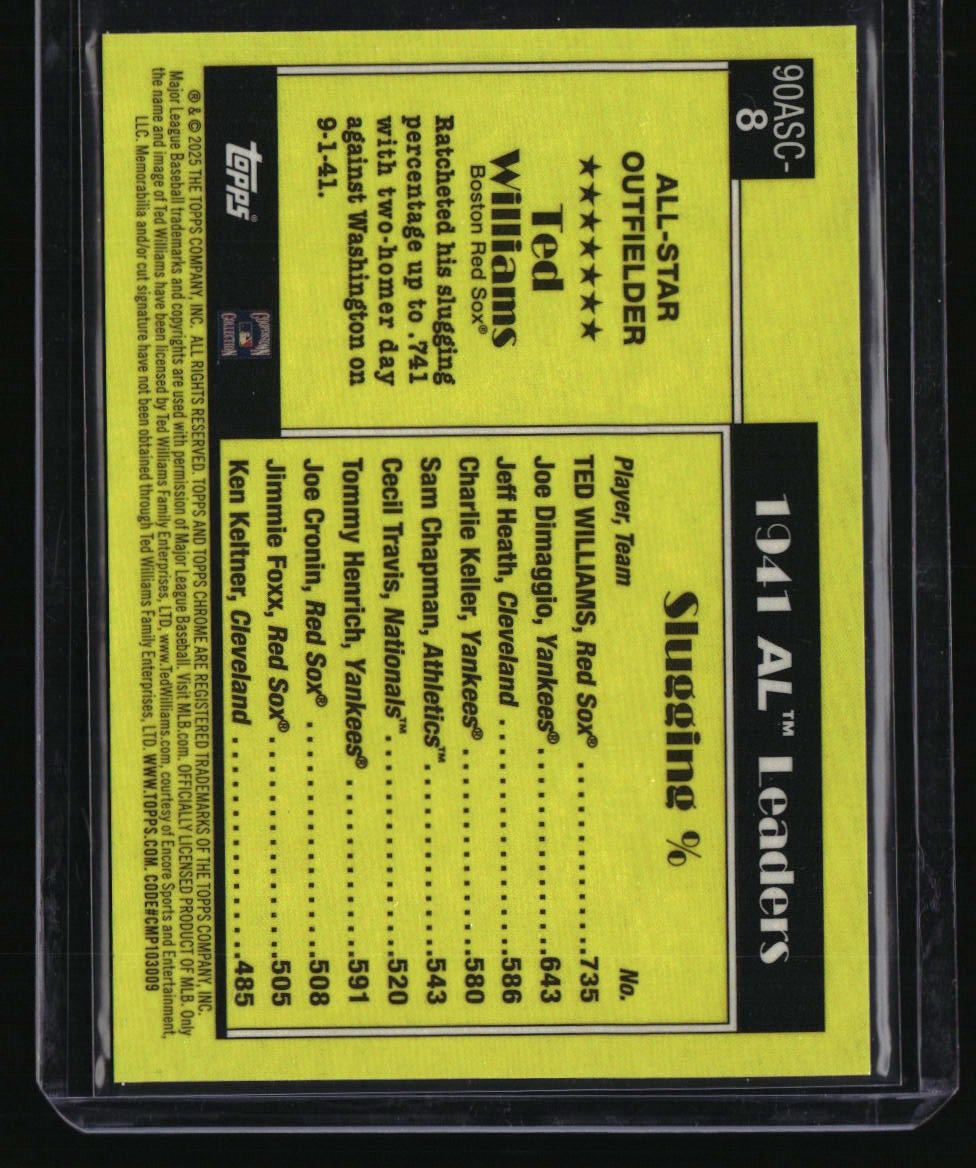 90ASC-
8
ALL-STAR
OUTFIELDER
★★★★★★★
Ted
Williams
Boston Red Sox®
Ratcheted his slugging
percentage up to .741
with two-homer day
against Washington on
9-1-41.
topps®
COOPERSTOWN
COLLECTION
1941 AL™ Leaders
Slugging %
Player, Team No.
TED WILLIAMS, Red Sox®..............735
Joe Dimaggio, Yankees®................643
Jeff Heath, Cleveland....................586
Charlie Keller, Yankees®................580
Sam Chapman, Athletics™..............543
Cecil Travis, Nationals™.................520
Tommy Henrich, Yankees®..............591
Joe Cronin, Red Sox®....................508
Jimmie Foxx, Red Sox®..................505
Ken Keltner, Cleveland..................485
® & © 2025 THE TOPPS COMPANY, INC. ALL RIGHTS RESERVED. TOPPS AND TOPPS CHROME ARE REGISTERED TRADEMARKS OF THE TOPPS COMPANY, INC.
Major League Baseball trademarks and copyrights are used with permission of Major League Baseball. Visit MLB.com. OFFICIALLY LICENSED PRODUCT OF MLB. Only
the name and image of Ted Williams have been licensed by Ted Williams Family Enterprises, LTD. www.TedWilliams.com, courtesy of Encore Sports and Entertainment,
LLC. Memorabilia and/or cut signature have not been obtained through Ted Williams Family Enterprises, LTD. WWW.TOPPS.COM. CODE#CMP103009